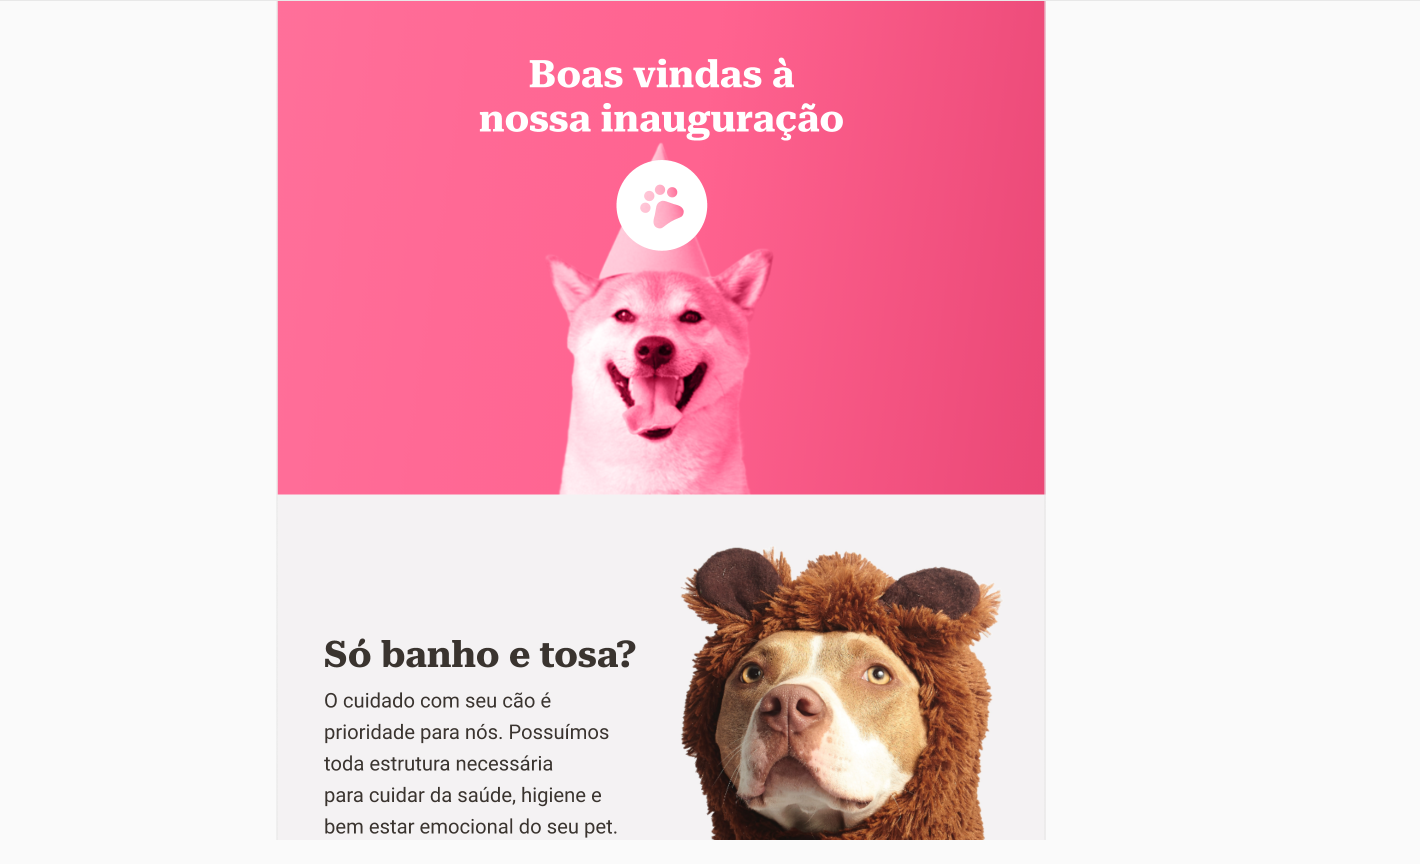 Boas vindas à
nossa inauguração
Só banho e tosa?
O cuidado com seu cão é
prioridade para nós. Possuímos
toda estrutura necessária
para cuidar da saúde, higiene e
bem estar emocional do seu pet.